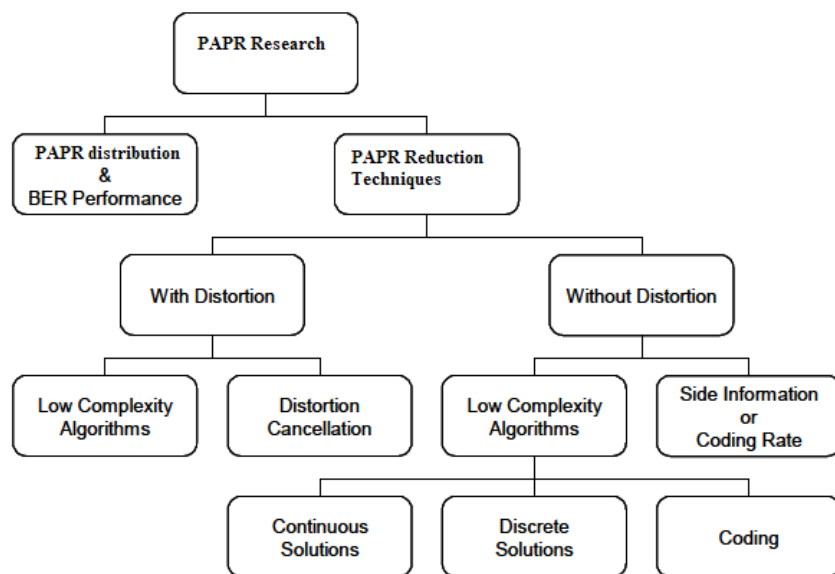 PAPR Research
PAPR distribution
&
BER Performance
PAPR Reduction
Techniques
With Distortion
Without Distortion
Low Complexity
Algorithms
Distortion
Cancellation
Low Complexity
Algorithms
Side Information
or
Coding Rate
Continuous
Solutions
Discrete
Solutions
Coding